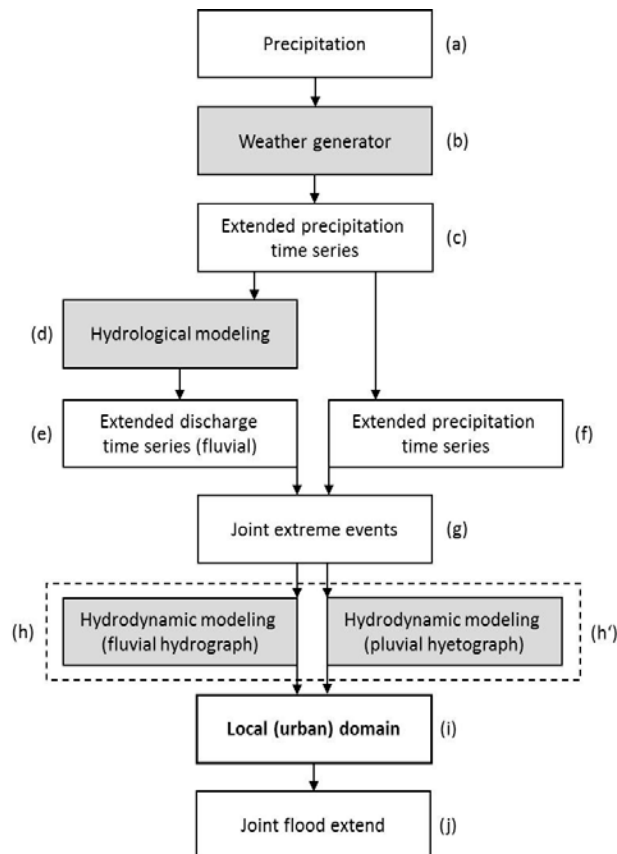 Precipitation (a)
Weather generator (b)
Extended precipitation
time series (c)
(d) Hydrological modeling
(e) Extended discharge
time series (fluvial)
Extended precipitation
time series (f)
Joint extreme events (g)
(h) Hydrodynamic modeling
(fluvial hydrograph)
Hydrodynamic modeling
(pluvial hyetograph) (h‘)
Local (urban) domain (i)
Joint flood extend (j)